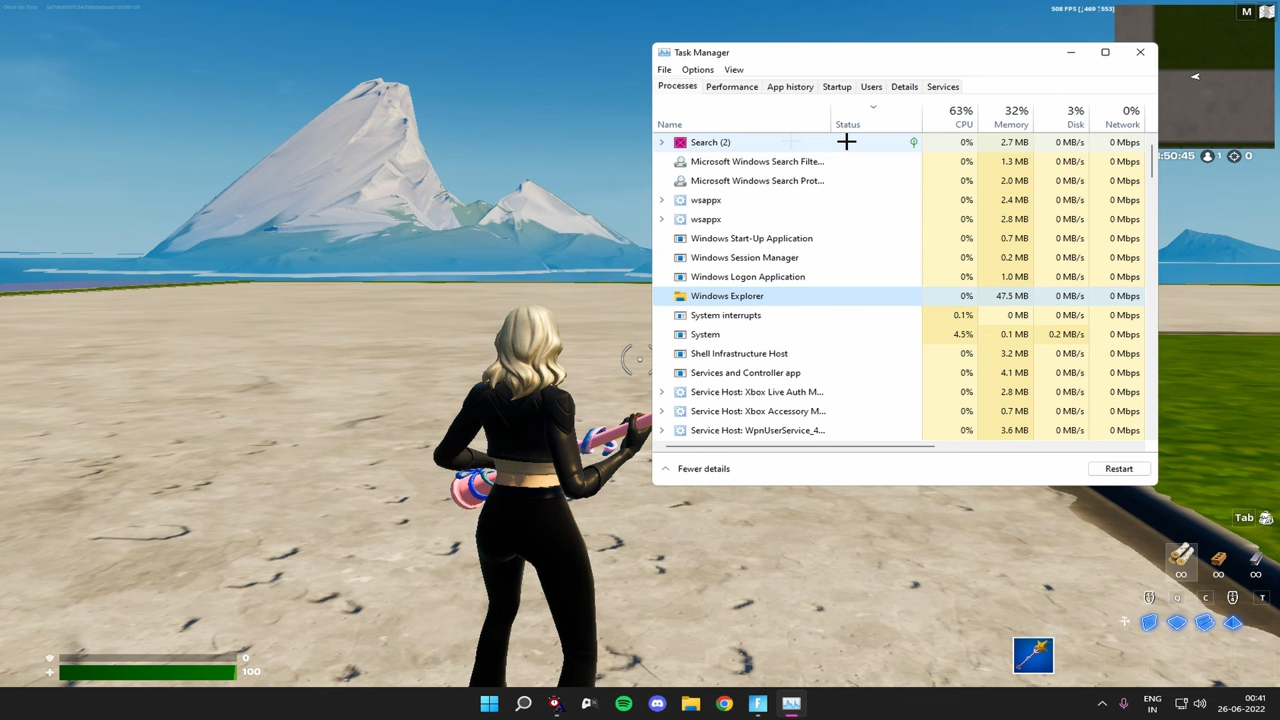 508 FPS [↓469 ↑553]
M
Task Manager
File Options View
Processes Performance App history Startup Users Details Services
63% 32% 3% 0%
Name Status CPU Memory Disk Network
Search (2) 0% 2.7 MB 0 MB/s 0 Mbps
Microsoft Windows Search Filte... 0% 1.3 MB 0 MB/s 0 Mbps
Microsoft Windows Search Prot... 0% 2.0 MB 0 MB/s 0 Mbps
wsappx 0% 2.4 MB 0 MB/s 0 Mbps
wsappx 0% 2.8 MB 0 MB/s 0 Mbps
Windows Start-Up Application 0% 0.7 MB 0 MB/s 0 Mbps
Windows Session Manager 0% 0.2 MB 0 MB/s 0 Mbps
Windows Logon Application 0% 1.0 MB 0 MB/s 0 Mbps
Windows Explorer 0% 47.5 MB 0 MB/s 0 Mbps
System interrupts 0.1% 0 MB 0 MB/s 0 Mbps
System 4.5% 0.1 MB 0.2 MB/s 0 Mbps
Shell Infrastructure Host 0% 3.2 MB 0 MB/s 0 Mbps
Services and Controller app 0% 4.1 MB 0 MB/s 0 Mbps
Service Host: Xbox Live Auth M... 0% 2.8 MB 0 MB/s 0 Mbps
Service Host: Xbox Accessory M... 0% 0.7 MB 0 MB/s 0 Mbps
Service Host: WpnUserService_4... 0% 3.6 MB 0 MB/s 0 Mbps
Fewer details Restart
:50:45 1 0
Tab
∞ ∞ ∞
Q C T
0
100
ENG
IN
00:41
26-06-2022